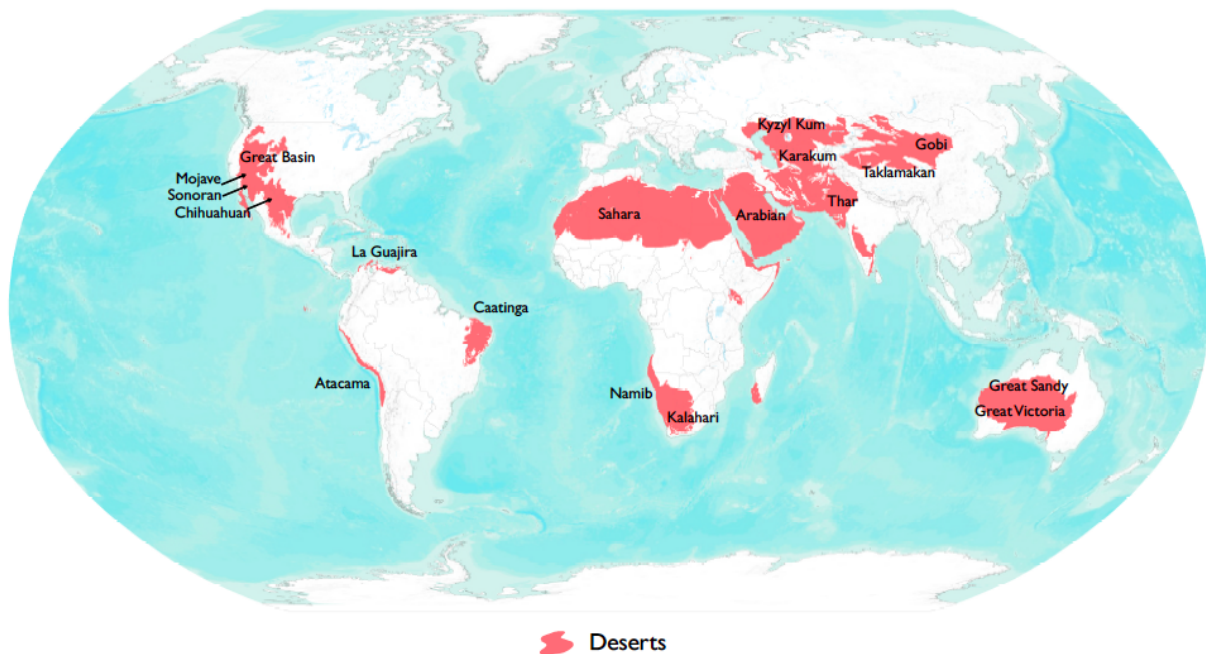 Kyzyl Kum
Gobi
Great Basin
Karakum
Mojave
Taklamakan
Sonoran
Thar
Chihuahuan
Sahara
Arabian
La Guajira
Caatinga
Atacama
Great Sandy
Namib
Great Victoria
Kalahari
Deserts